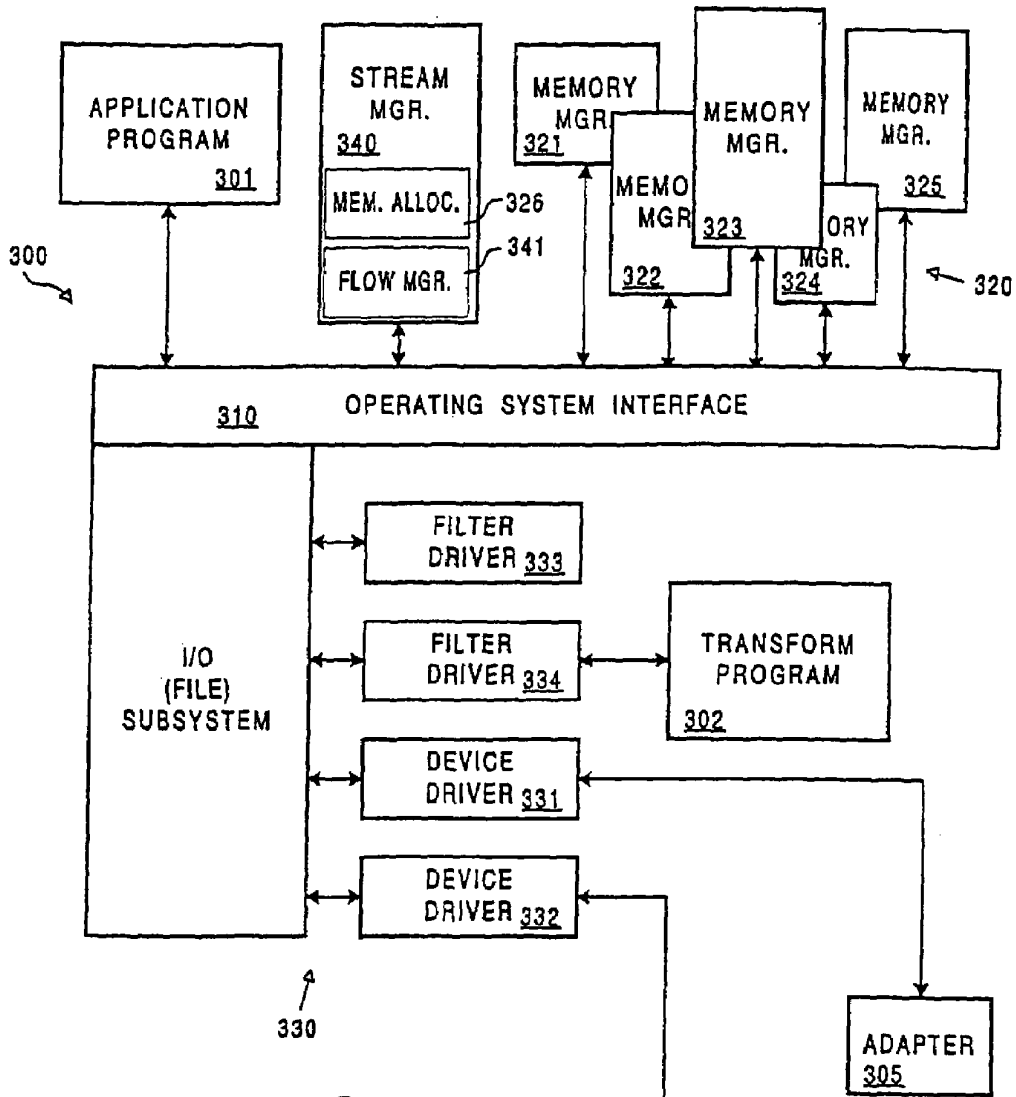 APPLICATION
PROGRAM
301
STREAM
MGR.
340
MEM. ALLOC.
326
FLOW MGR.
341
MEMORY
MGR.
321
MEMO
MGR
322
MEMORY
MGR.
323
ORY
MGR.
324
MEMORY
MGR.
325
300
320
310
OPERATING SYSTEM INTERFACE
I/O
(FILE)
SUBSYSTEM
FILTER
DRIVER 333
FILTER
DRIVER 334
TRANSFORM
PROGRAM
302
DEVICE
DRIVER 331
DEVICE
DRIVER 332
330
ADAPTER
305